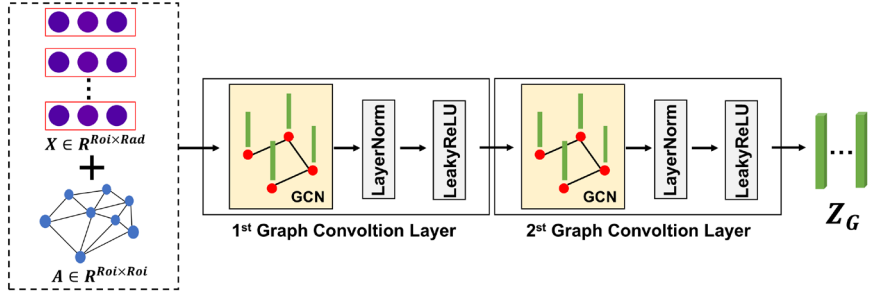 X ∈ R^{Roi×Rad}
+
A ∈ R^{Roi×Roi}
GCN
LayerNorm
LeakyReLU
1st Graph Convoltion Layer
GCN
LayerNorm
LeakyReLU
2st Graph Convoltion Layer
...
Z_G